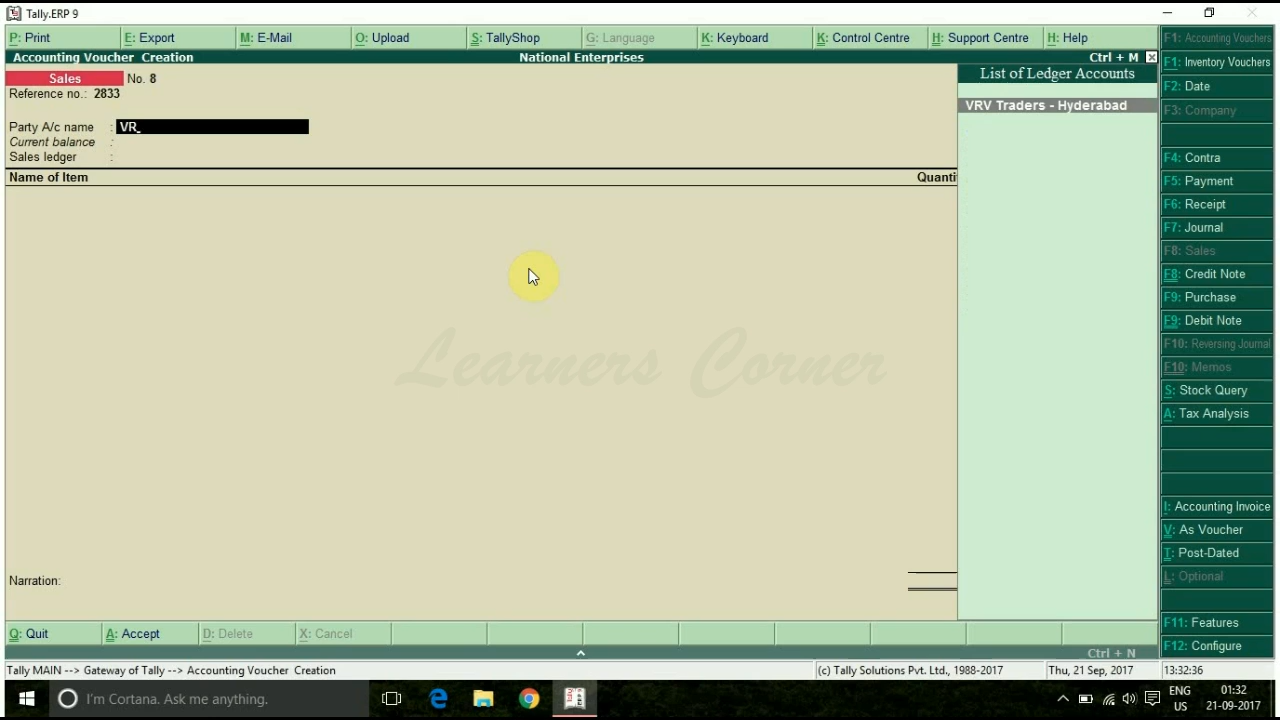 Tally.ERP 9
P: Print E: Export M: E-Mail O: Upload S: TallyShop G: Language K: Keyboard K: Control Centre H: Support Centre H: Help
Accounting Voucher Creation National Enterprises Ctrl + M
Sales No. 8
Reference no.: 2833
Party A/c name : VR
Current balance :
Sales ledger :
Name of Item Quanti
List of Ledger Accounts
VRV Traders - Hyderabad
Learners Corner
Narration:
F1: Accounting Vouchers
F1: Inventory Vouchers
F2: Date
F3: Company
F4: Contra
F5: Payment
F6: Receipt
F7: Journal
F8: Sales
F8: Credit Note
F9: Purchase
F9: Debit Note
F10: Reversing Journal
F10: Memos
S: Stock Query
A: Tax Analysis
I: Accounting Invoice
V: As Voucher
T: Post-Dated
L: Optional
F11: Features
F12: Configure
Q: Quit A: Accept D: Delete X: Cancel
Ctrl + N
Tally MAIN --> Gateway of Tally --> Accounting Voucher Creation (c) Tally Solutions Pvt. Ltd., 1988-2017 Thu, 21 Sep, 2017 13:32:36
I'm Cortana. Ask me anything.
ENG 01:32
US 21-09-2017